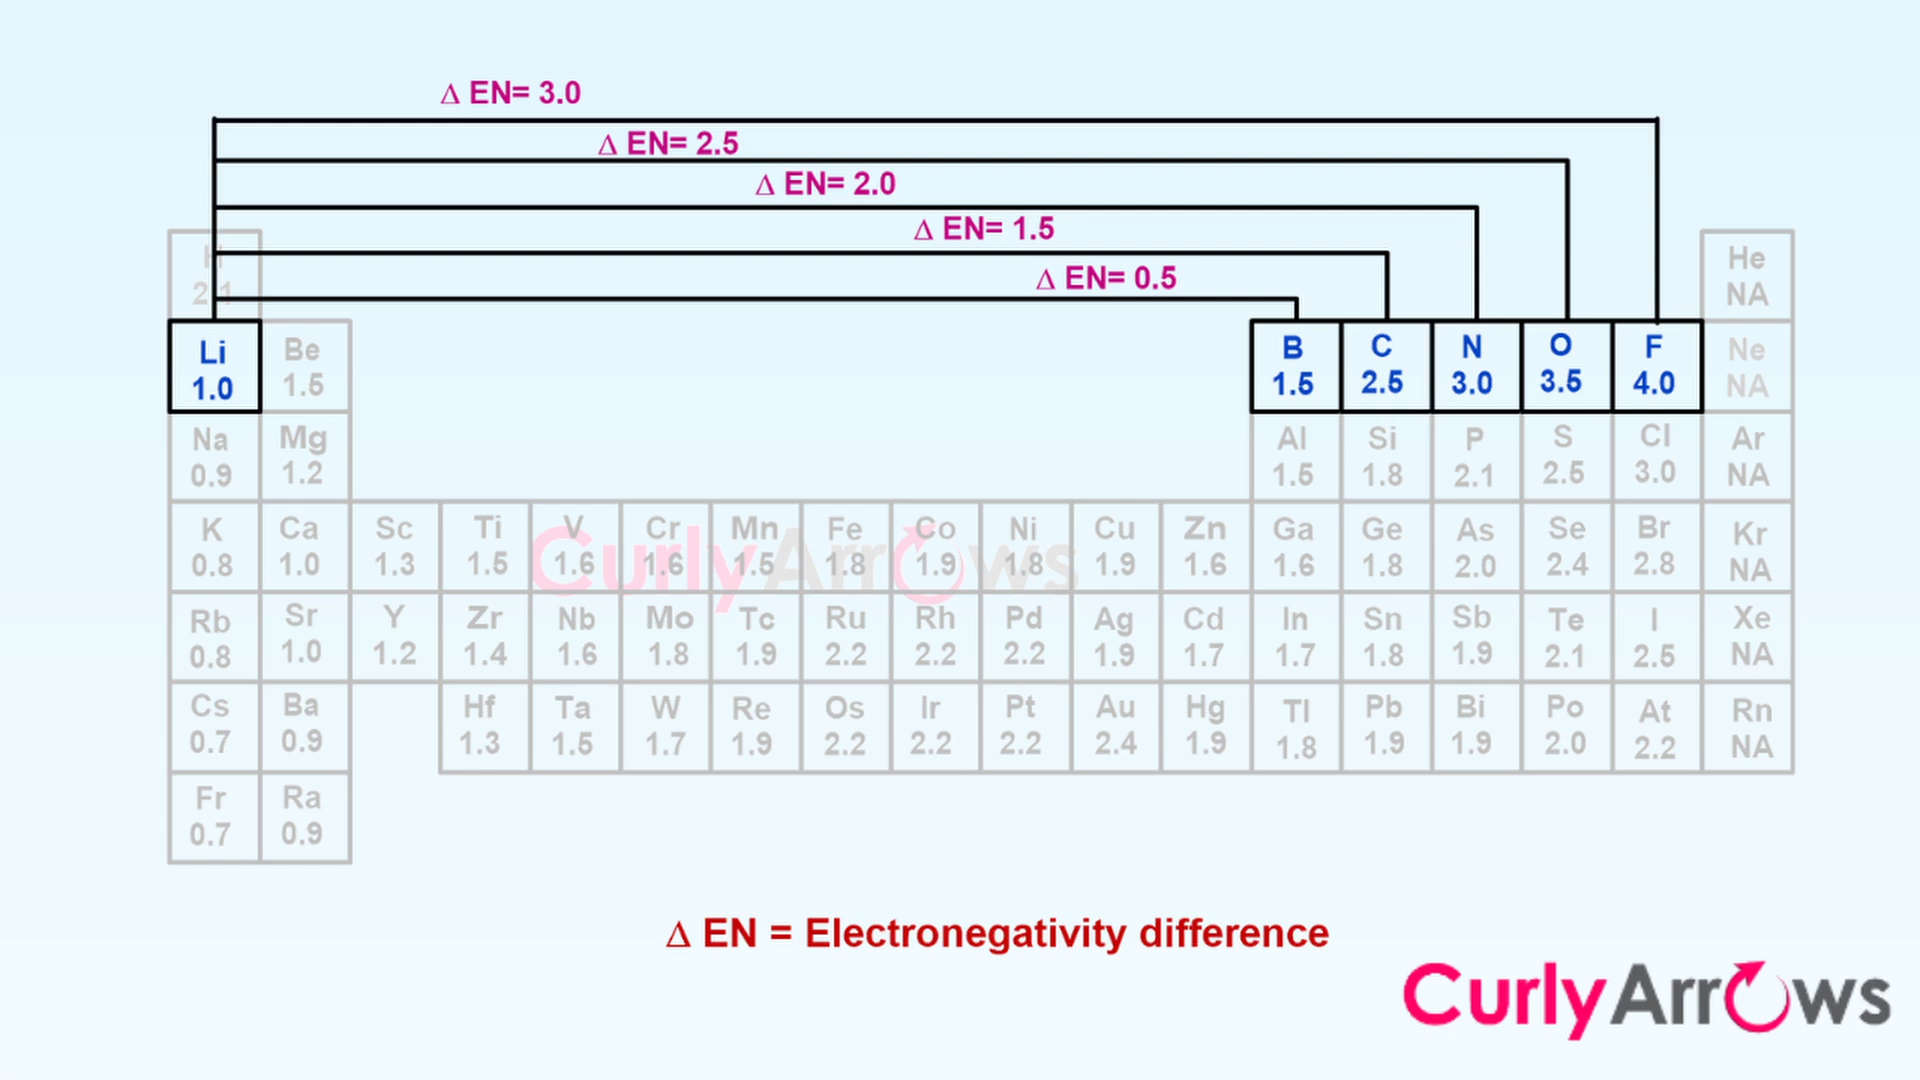 Δ EN= 3.0
Δ EN= 2.5
Δ EN= 2.0
Δ EN= 1.5
Δ EN= 0.5
H He
2.1 NA
Li Be B C N O F Ne
1.0 1.5 1.5 2.5 3.0 3.5 4.0 NA
Na Mg Al Si P S Cl Ar
0.9 1.2 1.5 1.8 2.1 2.5 3.0 NA
K Ca Sc Ti V Cr Mn Fe Co Ni Cu Zn Ga Ge As Se Br Kr
0.8 1.0 1.3 1.5 1.6 1.6 1.5 1.8 1.9 1.8 1.9 1.6 1.6 1.8 2.0 2.4 2.8 NA
CurlyArrows
Rb Sr Y Zr Nb Mo Tc Ru Rh Pd Ag Cd In Sn Sb Te I Xe
0.8 1.0 1.2 1.4 1.6 1.8 1.9 2.2 2.2 2.2 1.9 1.7 1.7 1.8 1.9 2.1 2.5 NA
Cs Ba Hf Ta W Re Os Ir Pt Au Hg Tl Pb Bi Po At Rn
0.7 0.9 1.3 1.5 1.7 1.9 2.2 2.2 2.2 2.4 1.9 1.8 1.9 1.9 2.0 2.2 NA
Fr Ra
0.7 0.9
Δ EN = Electronegativity difference
CurlyArrows